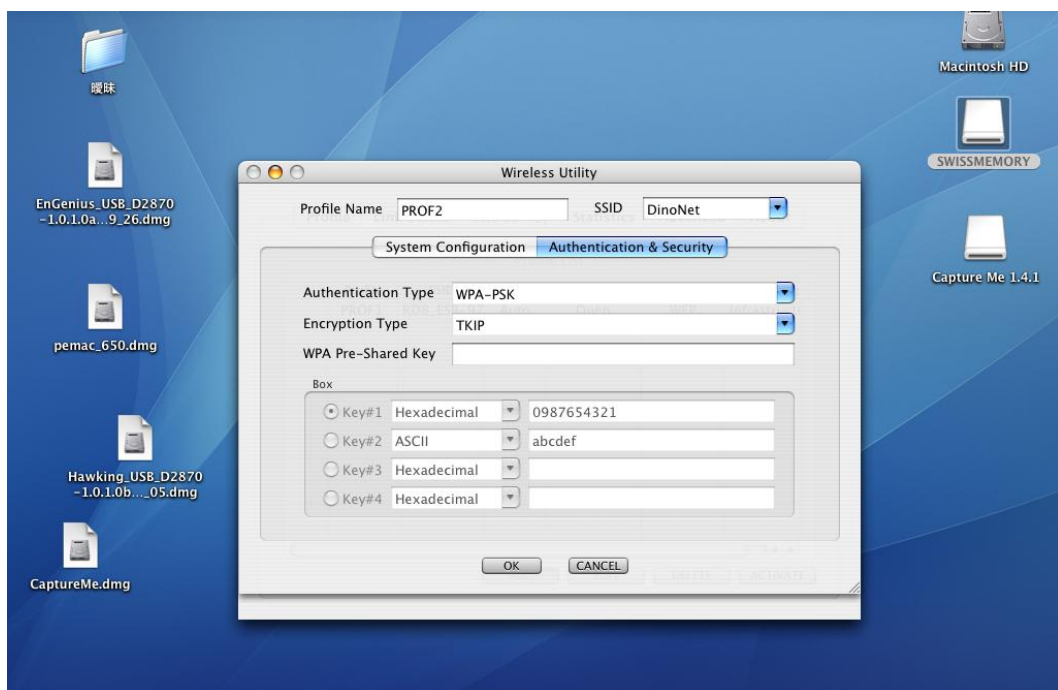 曖昧
EnGenius_USB_D2870
-1.0.1.0a...9_26.dmg
pemac_650.dmg
Hawking_USB_D2870
-1.0.1.0b..._05.dmg
CaptureMe.dmg
Macintosh HD
SWISSMEMORY
Capture Me 1.4.1
Wireless Utility
Profile Name PROF2 SSID DinoNet
System Configuration Authentication & Security
Authentication Type WPA-PSK
Encryption Type TKIP
WPA Pre-Shared Key
Box
Key#1 Hexadecimal 0987654321
Key#2 ASCII abcdef
Key#3 Hexadecimal
Key#4 Hexadecimal
OK CANCEL